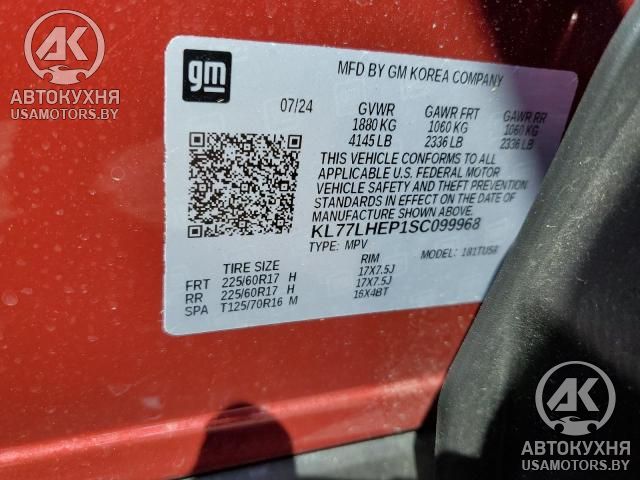 AK
АВТОКУХНЯ
USAMOTORS.BY
gm
MFD BY GM KOREA COMPANY
07/24 GVWR GAWR FRT GAWR RR
1880 KG 1060 KG 1060 KG
4145 LB 2336 LB 2336 LB
THIS VEHICLE CONFORMS TO ALL
APPLICABLE U.S. FEDERAL MOTOR
VEHICLE SAFETY AND THEFT PREVENTION
STANDARDS IN EFFECT ON THE DATE OF
MANUFACTURE SHOWN ABOVE.
KL77LHEP1SC099968
TYPE: MPV MODEL: 1B1TU58
TIRE SIZE RIM
FRT 225/60R17 H 17X7.5J
RR 225/60R17 H 17X7.5J
SPA T125/70R16 M 16X4BT
AK
АВТОКУХНЯ
USAMOTORS.BY